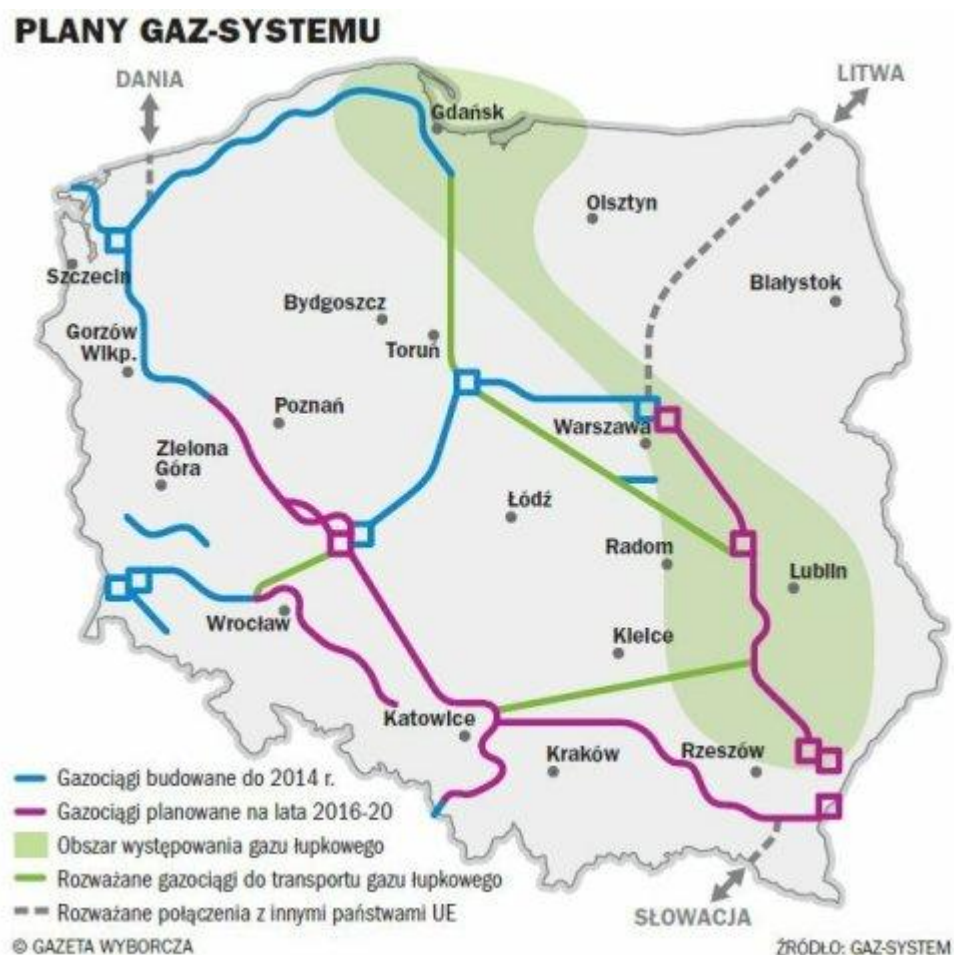 PLANY GAZ-SYSTEMU
DANIA
LITWA
Gdańsk
Olsztyn
Szczecin
Białystok
Bydgoszcz
Toruń
Gorzów
Wlkp.
Poznań
Warszawa
Zielona
Góra
Łódź
Radom
Lublin
Wrocław
Kielce
Katowice
Kraków
Rzeszów
Gazociągi budowane do 2014 r.
Gazociągi planowane na lata 2016-20
Obszar występowania gazu łupkowego
Rozważane gazociągi do transportu gazu łupkowego
Rozważane połączenia z innymi państwami UE
SŁOWACJA
© GAZETA WYBORCZA
ŹRÓDŁO: GAZ-SYSTEM